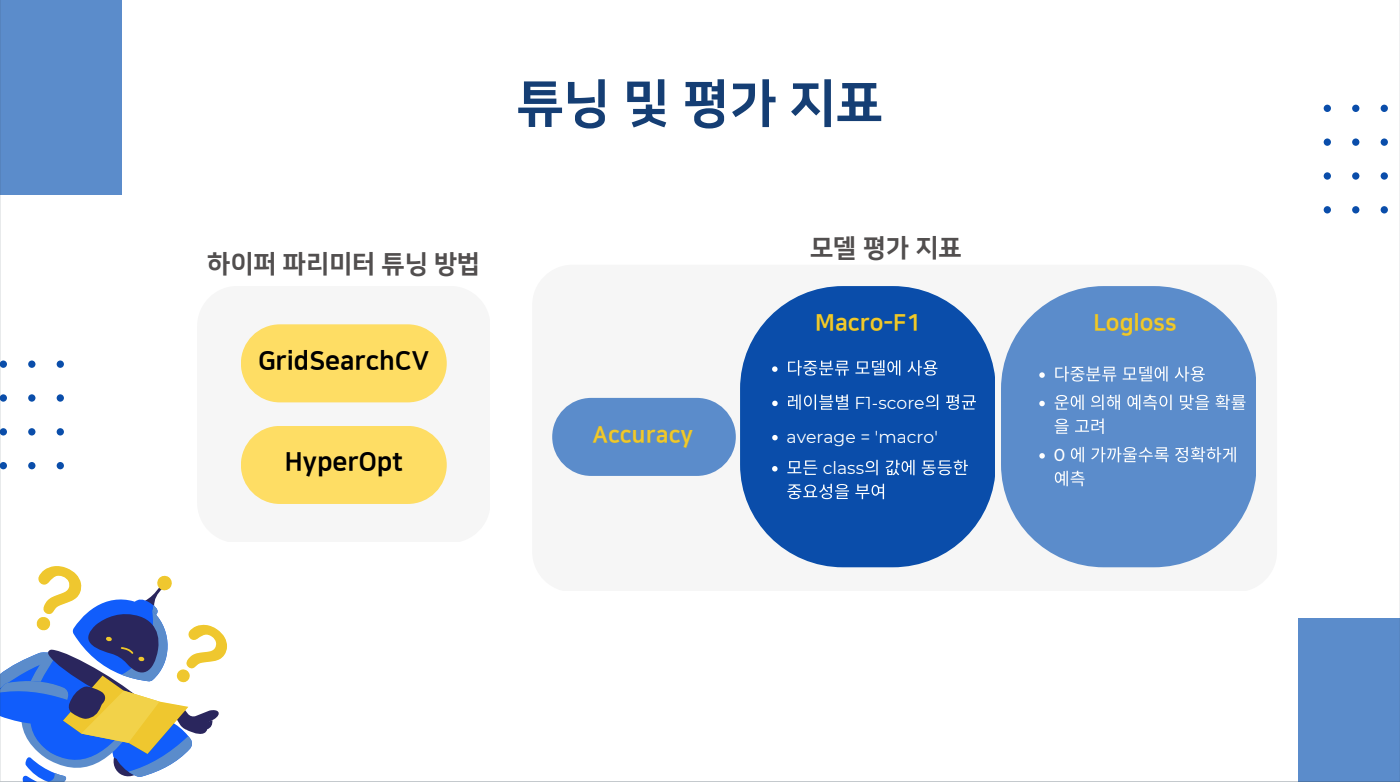 튜닝 및 평가 지표
하이퍼 파리미터 튜닝 방법
GridSearchCV
HyperOpt
모델 평가 지표
Accuracy
Macro-F1
• 다중분류 모델에 사용
• 레이블별 F1-score의 평균
• average = 'macro'
• 모든 class의 값에 동등한
중요성을 부여
Logloss
• 다중분류 모델에 사용
• 운에 의해 예측이 맞을 확률
을 고려
• 0 에 가까울수록 정확하게
예측